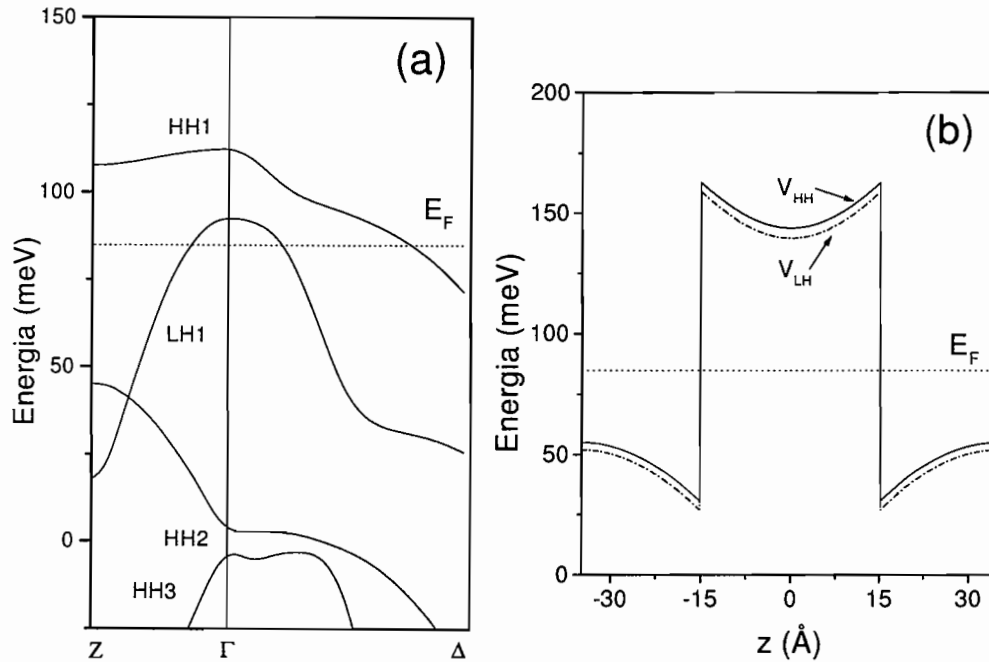 (a)
150
100
50
0
Energia (meV)
HH1
E_F
LH1
HH2
HH3
Z
Γ
Δ
(b)
200
150
100
50
0
Energia (meV)
V_HH
V_LH
E_F
-30
-15
0
15
30
z (Å)